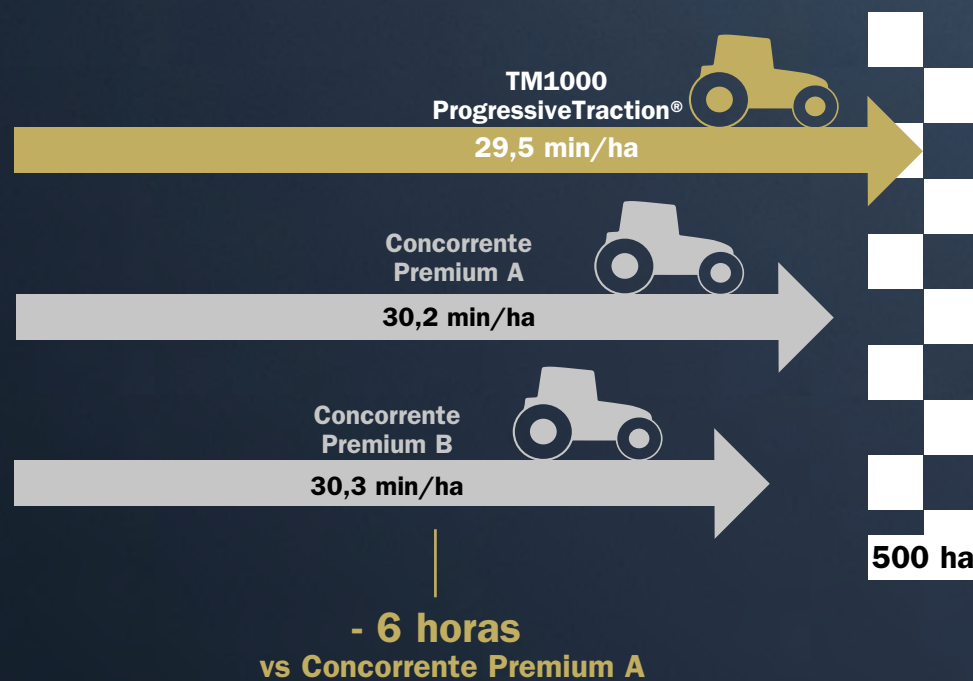 TM1000
ProgressiveTraction®
29,5 min/ha
Concorrente
Premium A
30,2 min/ha
Concorrente
Premium B
30,3 min/ha
500 ha
- 6 horas
vs Concorrente Premium A